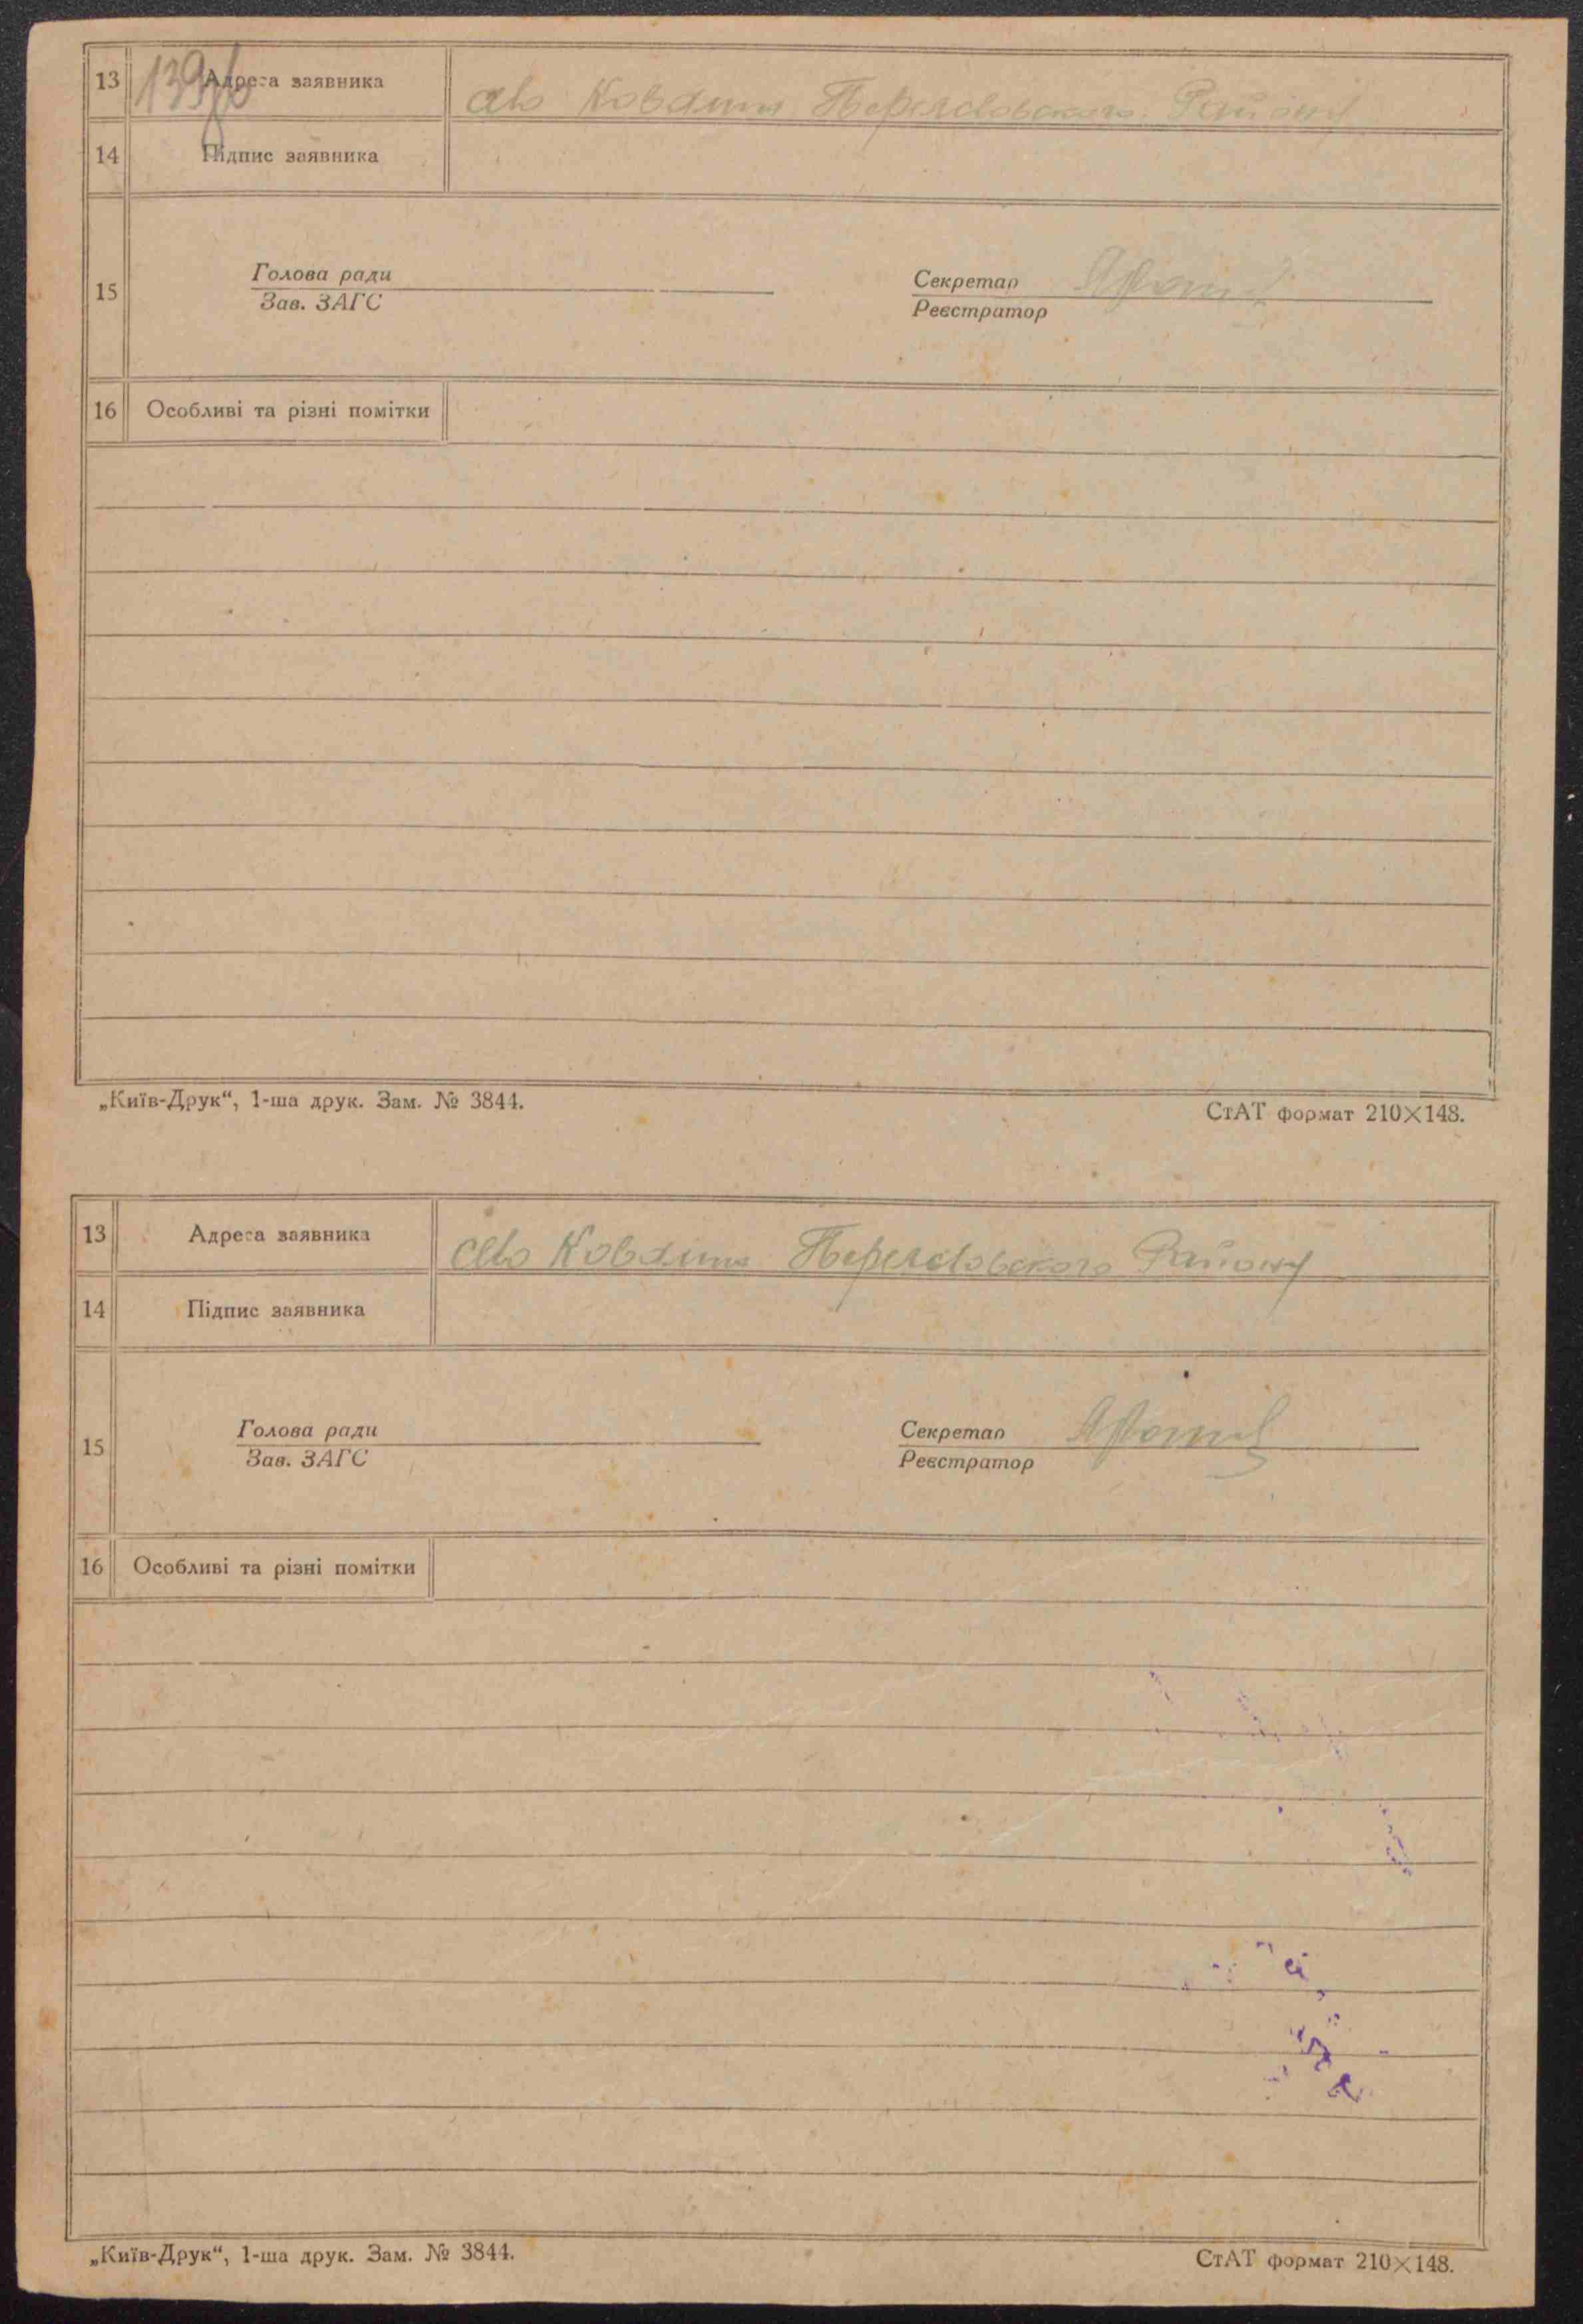 13 139зв Адреса заявника село Ковалин Переяславского Району
14 Підпис заявника
Голова ради Секретар
15
Зав. ЗАГС Реєстратор
16 Особливі та різні помітки
„Київ-Друк“, 1-ша друк. Зам. № 3844. СтАТ формат 210×148.
13 Адреса заявника село Ковалин Переяславского Району
14 Підпис заявника
Голова ради Секретар
15
Зав. ЗАГС Реєстратор
16 Особливі та різні помітки
„Київ-Друк“, 1-ша друк. Зам. № 3844. СтАТ формат 210×148.